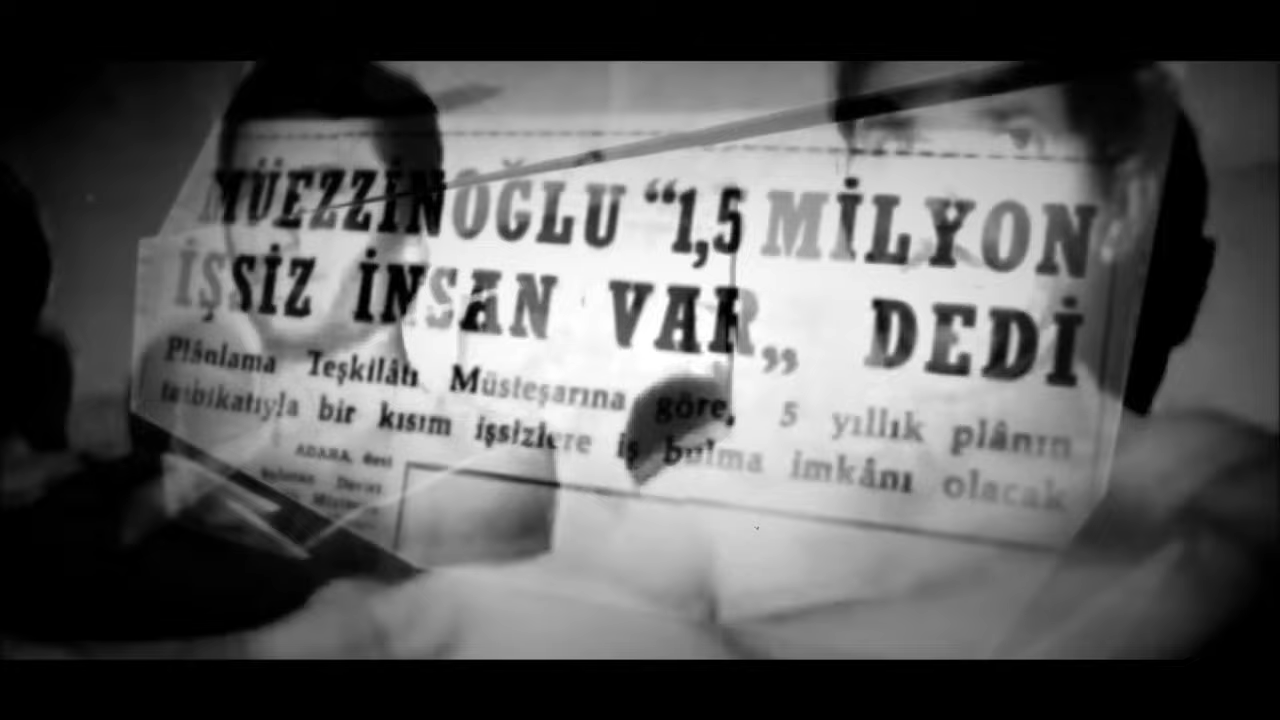 MÜEZZİNOĞLU “1,5 MİLYON
İŞSİZ İNSAN VAR„ DEDİ
Plânlama Teşkilâtı Müsteşarına göre, 5 yıllık plânın
tatbikatıyla bir kısım işsizlere iş bulma imkânı olacak